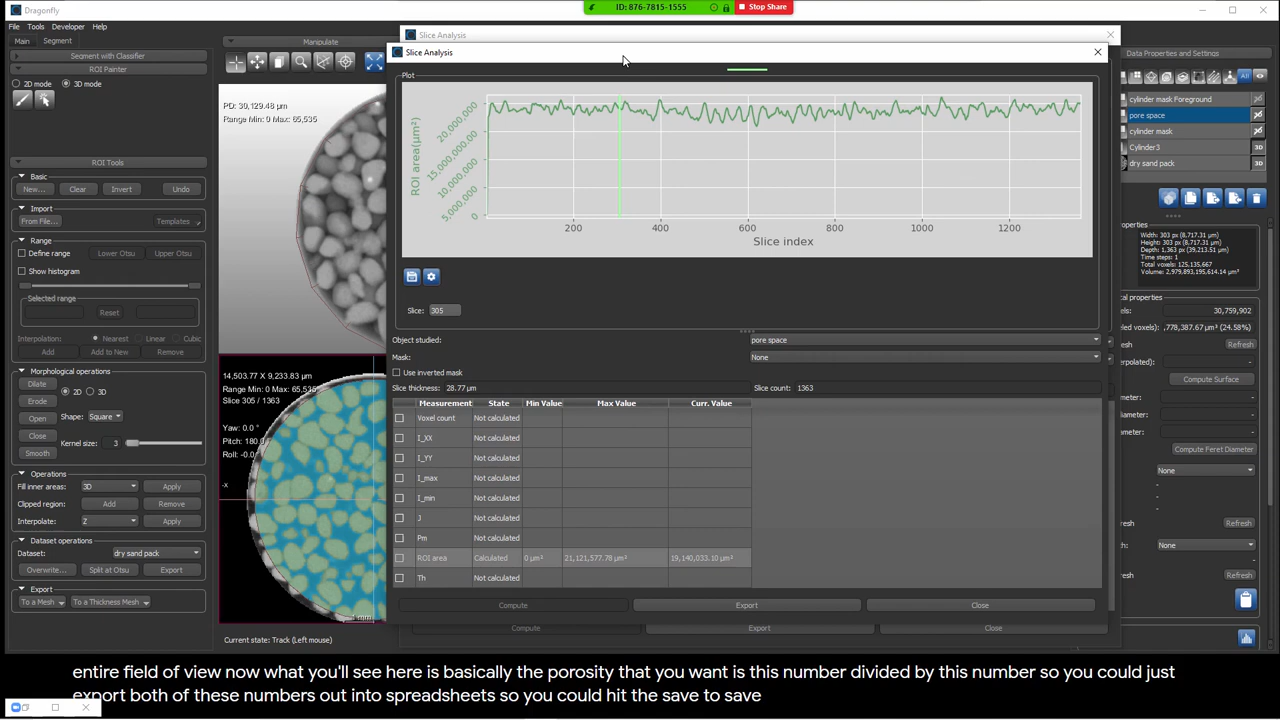 Dragonfly
ID: 876-7815-1555
Stop Share
File Tools Developer Help
Main Segment
Segment with Classifier
ROI Painter
2D mode
3D mode
ROI Tools
Basic
New...
Clear
Invert
Undo
Import
From File...
Templates
Range
Define range
Lower Otsu
Upper Otsu
Show histogram
Selected range
Reset
Interpolation: Nearest Linear Cubic
Add
Add to New
Remove
Morphological operations
Dilate
2D 3D
Erode
Open
Shape: Square
Close
Kernel size: 3
Smooth
Operations
Fill inner areas: 3D Apply
Clipped region: Add Remove
Interpolate: Z Apply
Dataset operations
Dataset: dry sand pack
Overwrite... Split at Otsu Export
Export
To a Mesh To a Thickness Mesh
Manipulate
PD: 30,129.48 µm
Range Min: 0 Max: 65,535
14,503.77 X 9,233.83 µm
Range Min: 0 Max: 65,5
Slice 305 / 1363
Yaw: 0.0 °
Pitch: 180.0
Roll: -0.0
-x
1 mm
Current state: Track (Left mouse)
Slice Analysis
Slice Analysis
Plot
ROI area(µm²)
20,000,000
15,000,000.00
10,000,000
5,000,000
0
200 400 600 800 1000 1200
Slice index
Slice: 305
Object studied: pore space
Mask: None
Use inverted mask
Slice thickness: 28.77 µm Slice count: 1363
Measurement State Min Value Max Value Curr. Value
Voxel count Not calculated
I_XX Not calculated
I_YY Not calculated
I_max Not calculated
I_min Not calculated
J Not calculated
Pm Not calculated
ROI area Calculated 0 µm² 21,121,577.78 µm² 19,140,033.10 µm²
Th Not calculated
Compute Export Close
Compute Export Close
Data Properties and Settings
All
cylinder mask Foreground
pore space
cylinder mask
Cylinder3 3D
dry sand pack 3D
roperties
Width: 303 px (8,717.31 µm)
Height: 303 px (8,717.31 µm)
Depth: 1,363 px (39,213.51 µm)
Time steps: 1
Total voxels: 125,135,667
Volume: 2,979,893,195,614.14 µm³
tical properties
30,759,902
led voxels: ,778,387.67 µm³ (24.58%)
Refresh
rpolated): -
Compute Surface
Compute Feret Diameter
None
Refresh
None
Refresh
entire field of view now what you'll see here is basically the porosity that you want is this number divided by this number so you could just
export both of these numbers out into spreadsheets so you could hit the save to save